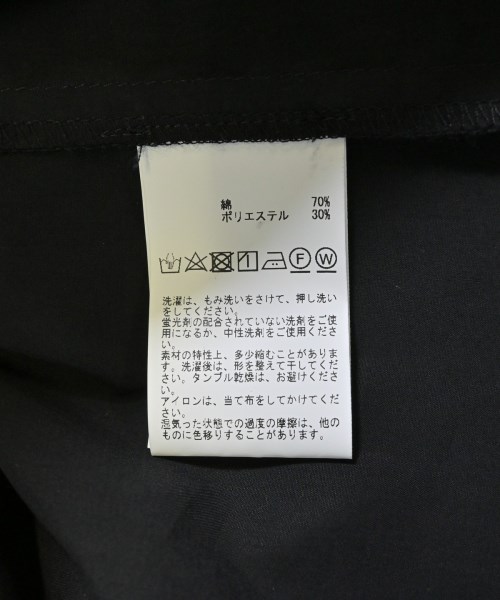 綿 70%
ポリエステル 30%
F W
洗濯は、もみ洗いをさけて、押し洗い
をしてください。
蛍光剤の配合されていない洗剤をご使
用になるか、中性洗剤をご使用くださ
い。
素材の特性上、多少縮むことがありま
す。洗濯後は、形を整えて干してくだ
さい。タンブル乾燥は、お避けくださ
い。
アイロンは、当て布をしてかけてくだ
さい。
湿気った状態での過度の摩擦は、他の
ものに色移りすることがあります。